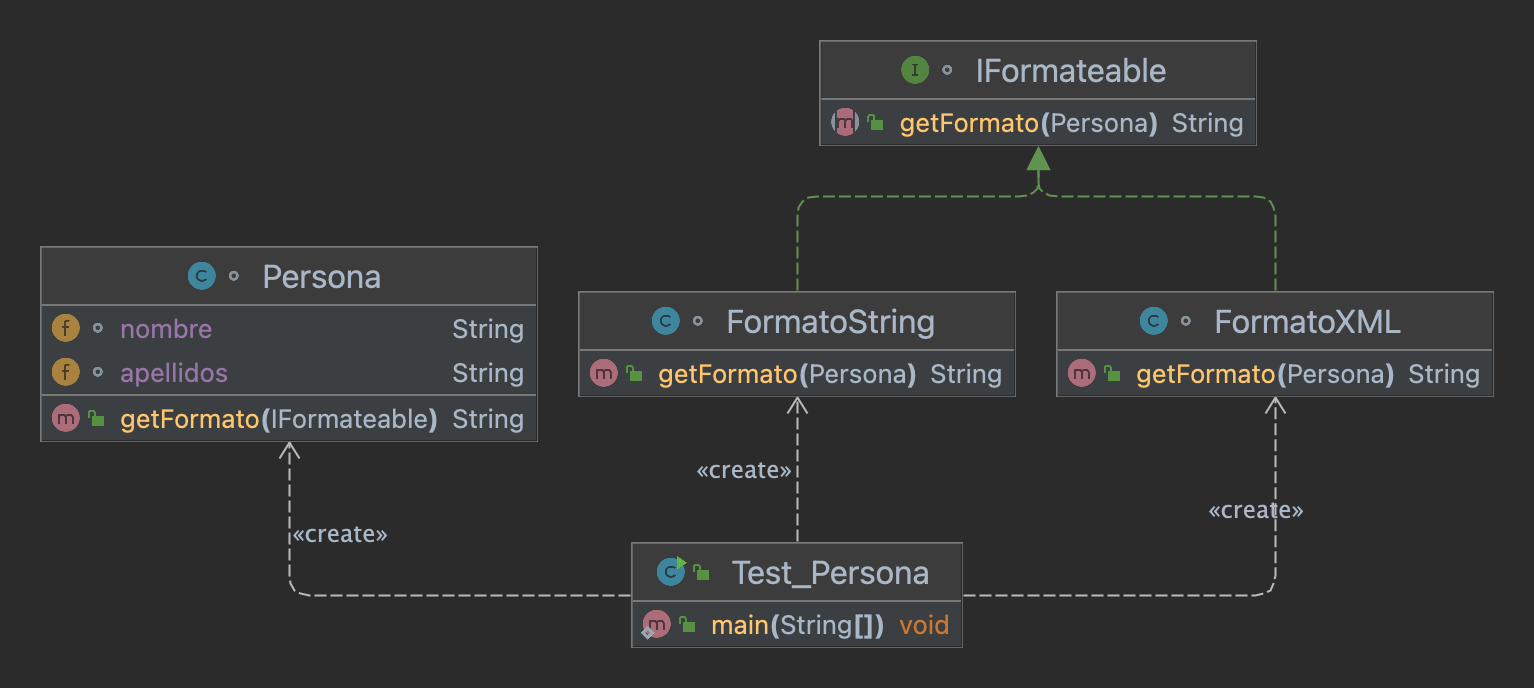 I IFormateable
m getFormato(Persona) String
C Persona
f nombre String
f apellidos String
m getFormato(IFormateable) String
C FormatoString
m getFormato(Persona) String
C FormatoXML
m getFormato(Persona) String
«create»
«create»
«create»
C Test_Persona
m main(String[]) void